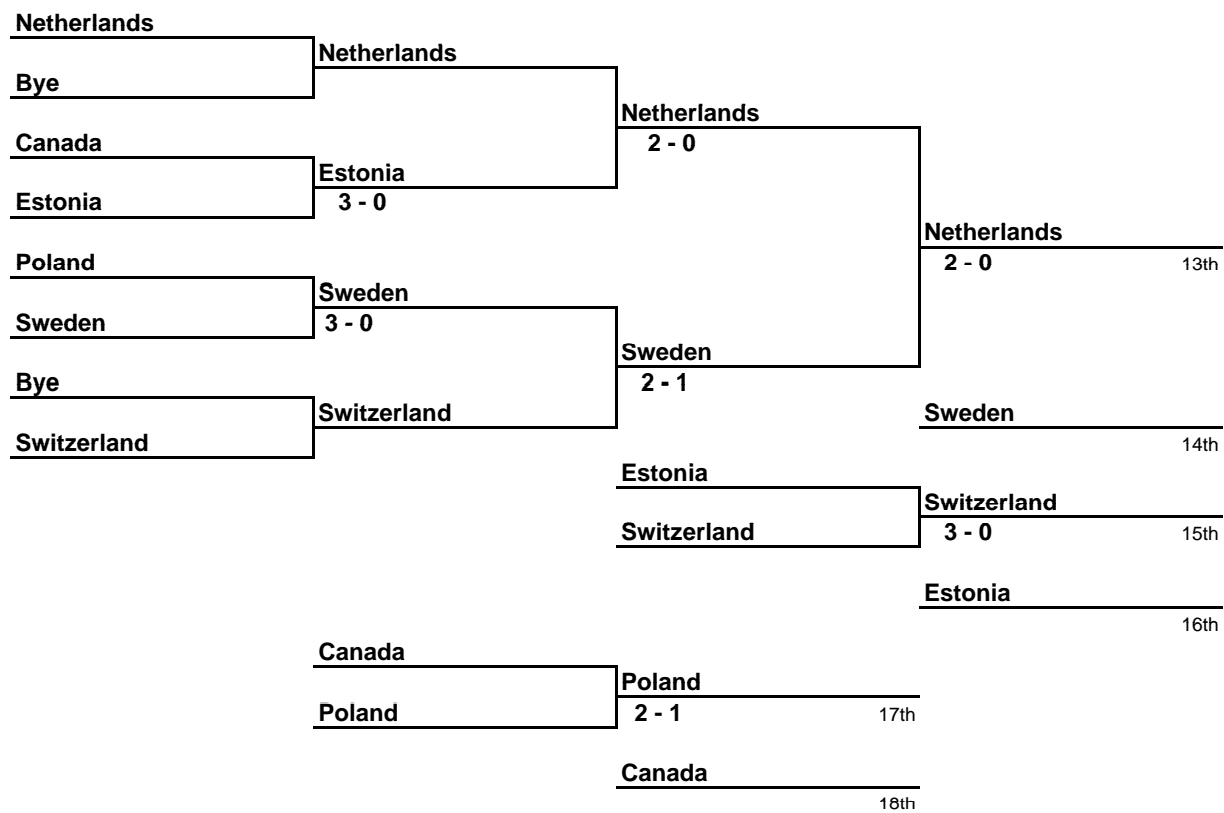 Netherlands
Netherlands
Bye
Netherlands
Canada
2 - 0
Estonia
Estonia
3 - 0
Netherlands
Poland
2 - 0
13th
Sweden
Sweden
3 - 0
Sweden
Bye
2 - 1
Switzerland
Sweden
Switzerland
14th
Estonia
Switzerland
Switzerland
3 - 0
15th
Estonia
16th
Canada
Poland
Poland
2 - 1
17th
Canada
18th